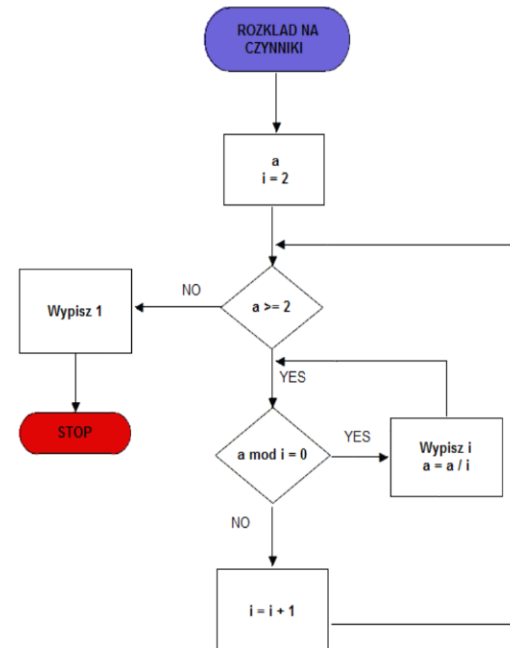 ROZKLAD NA
CZYNNIKI
a
i = 2
NO
Wypisz 1
a >= 2
YES
STOP
a mod i = 0
YES
Wypisz i
a = a / i
NO
i = i + 1